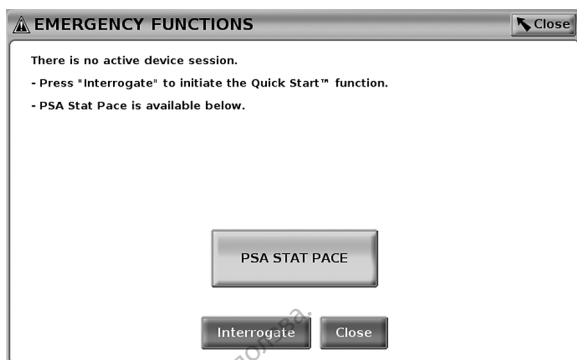 EMERGENCY FUNCTIONS
Close
There is no active device session.
- Press "Interrogate" to initiate the Quick Start™ function.
- PSA Stat Pace is available below.
PSA STAT PACE
Interrogate
Close